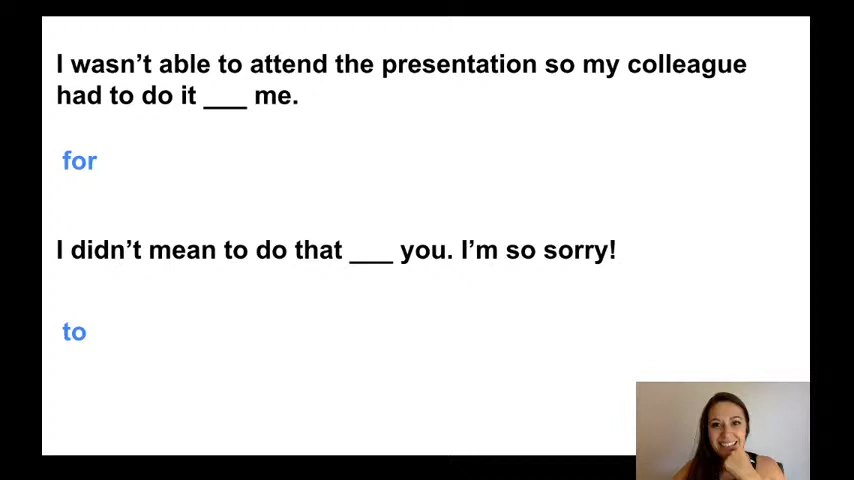 I wasn’t able to attend the presentation so my colleague
had to do it ___ me.
for
I didn’t mean to do that ___ you. I’m so sorry!
to